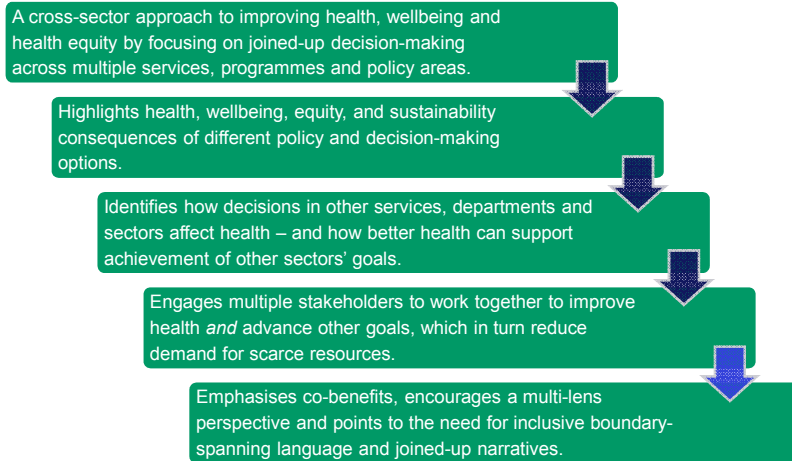 A cross-sector approach to improving health, wellbeing and
health equity by focusing on joined-up decision-making
across multiple services, programmes and policy areas.
Highlights health, wellbeing, equity, and sustainability
consequences of different policy and decision-making
options.
Identifies how decisions in other services, departments and
sectors affect health – and how better health can support
achievement of other sectors’ goals.
Engages multiple stakeholders to work together to improve
health and advance other goals, which in turn reduce
demand for scarce resources.
Emphasises co-benefits, encourages a multi-lens
perspective and points to the need for inclusive boundary-
spanning language and joined-up narratives.